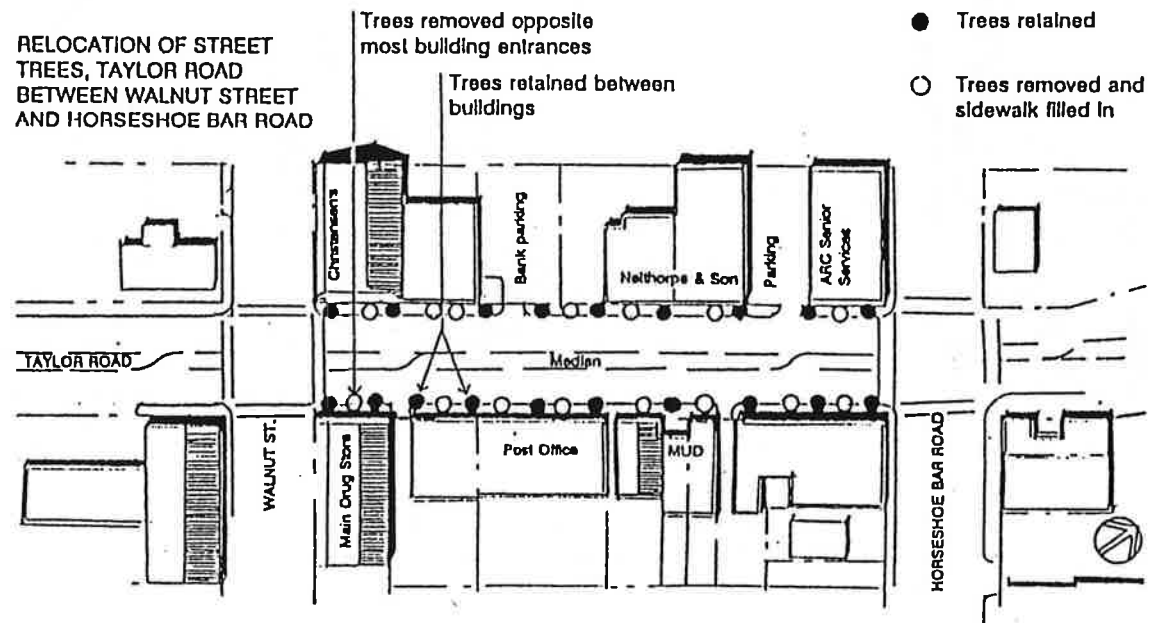 RELOCATION OF STREET
TREES, TAYLOR ROAD
BETWEEN WALNUT STREET
AND HORSESHOE BAR ROAD
Trees removed opposite
most building entrances
Trees retained between
buildings
Trees retained
Trees removed and
sidewalk filled in
Christensen's
Bank parking
Nelthorpe & Son
Parking
ARC Senior
Services
TAYLOR ROAD
Median
WALNUT ST.
Main Drug Store
Post Office
MUD
HORSESHOE BAR ROAD